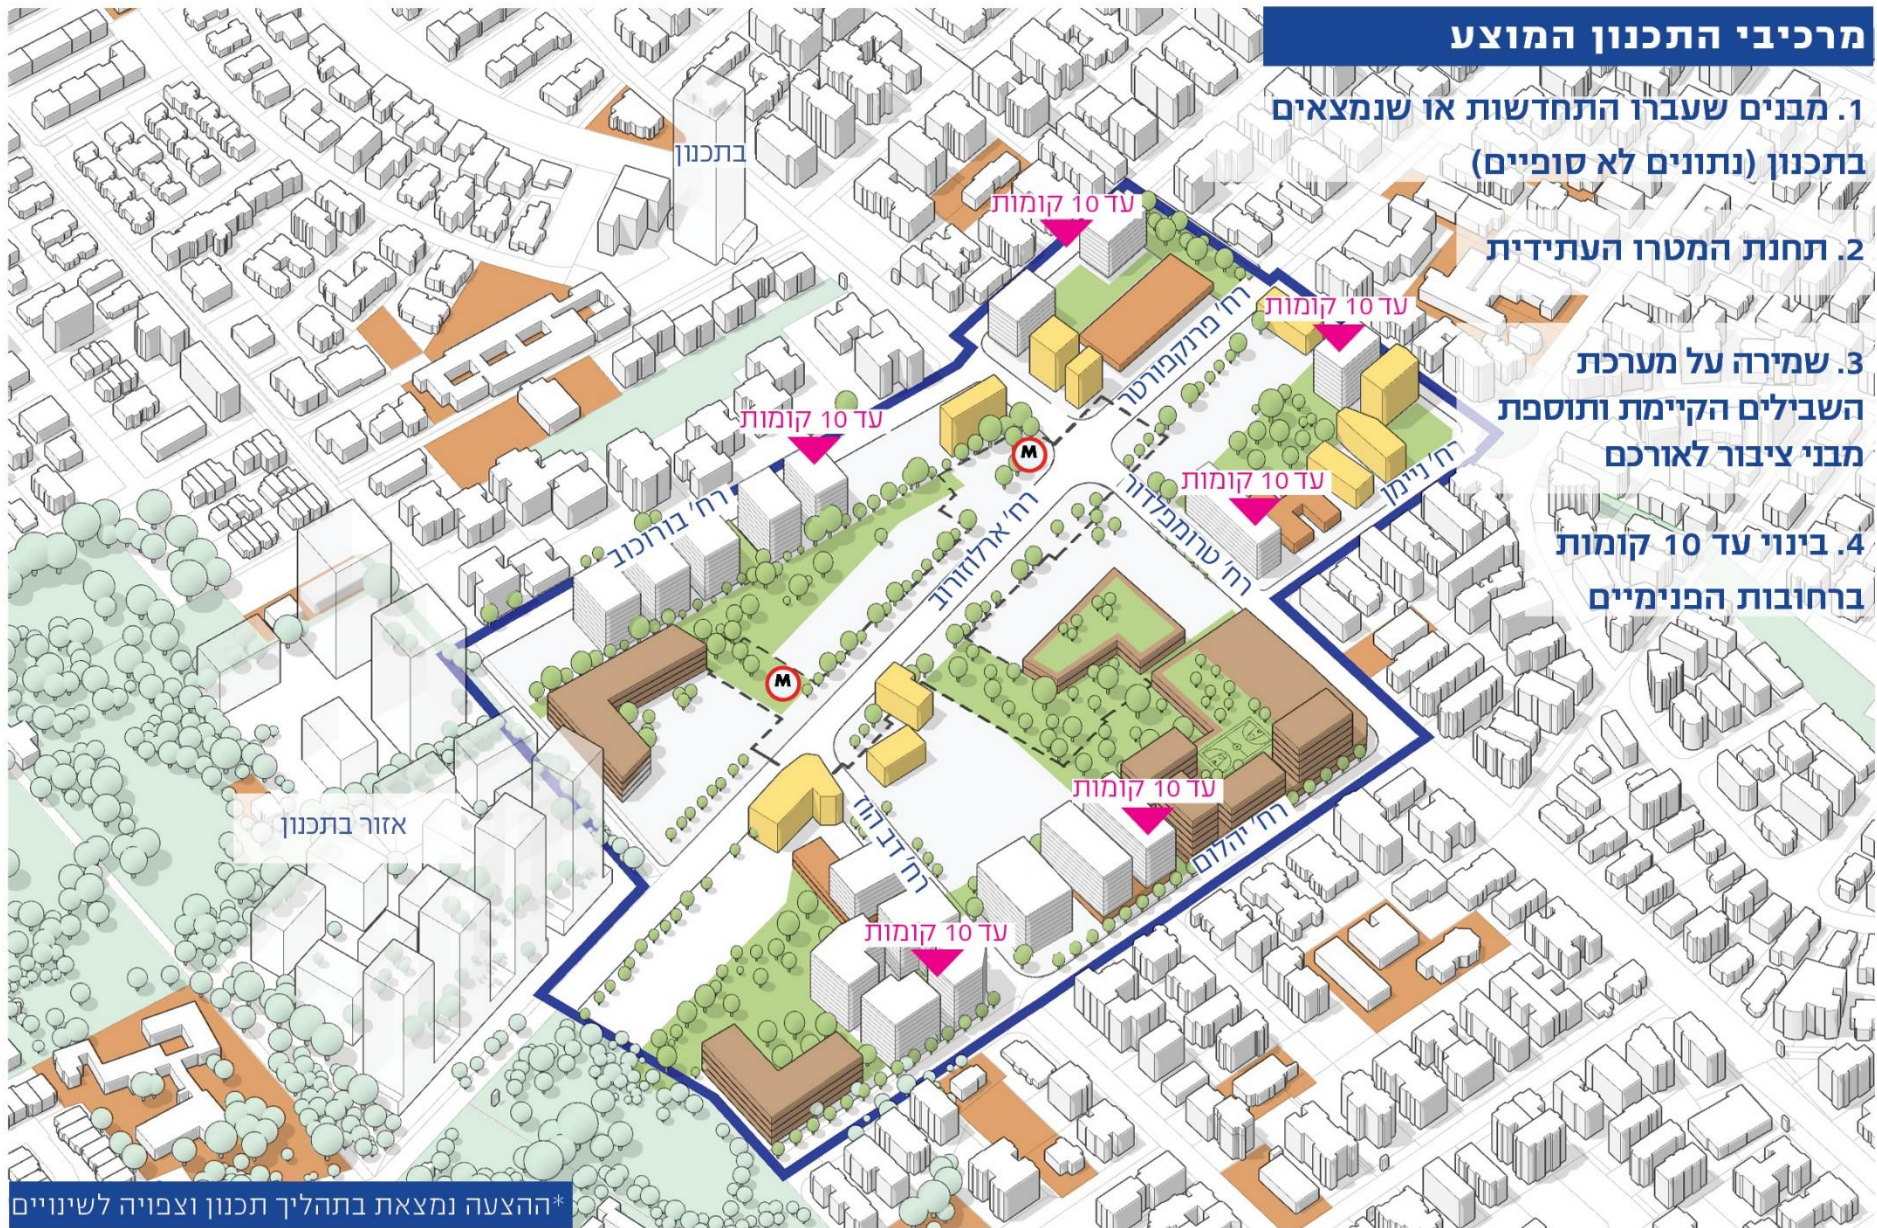 מרכיבי התכנון המוצע
1. מבנים שעברו התחדשות או שנמצאים
בתכנון (נתונים לא סופיים)
2. תחנת המטרו העתידית
3. שמירה על מערכת
השבילים הקיימת ותוספת
מבני ציבור לאורכם
4. בינוי עד 10 קומות
ברחובות הפנימיים
בתכנון
עד 10 קומות
רח' פרנקפורטר
עד 10 קומות
עד 10 קומות
M
עד 10 קומות
רח' ניימן
רח' בורוכוב
רח' ארלוזורוב
רח' טרומפלדור
M
עד 10 קומות
אזור בתכנון
רח' דב הוז
רח' יהלום
עד 10 קומות
*ההצעה נמצאת בתהליך תכנון וצפויה לשינויים